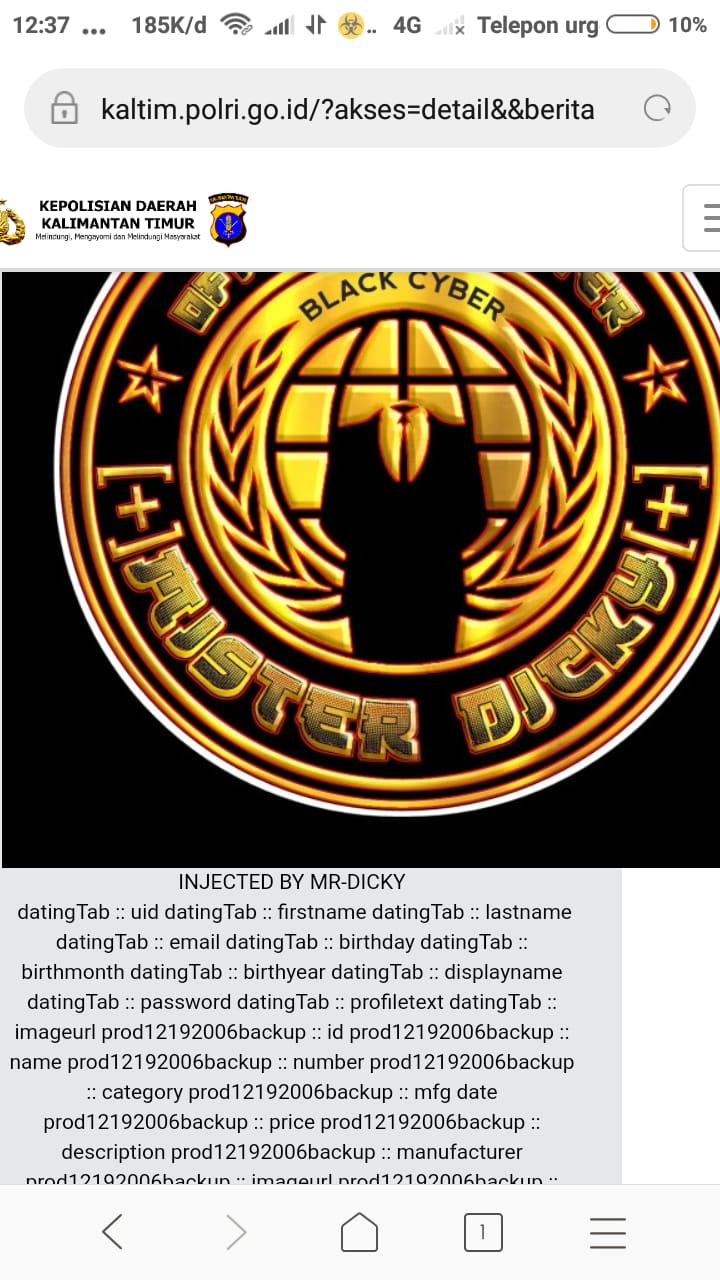 12:37 ... 185K/d 4G Telepon urg 10%
kaltim.polri.go.id/?akses=detail&&berita
KEPOLISIAN DAERAH
KALIMANTAN TIMUR
Melindungi, Mengayomi dan Melindungi Masyarakat
BLACK CYBER
[+] MISTER DICKY [+]
INJECTED BY MR-DICKY
datingTab :: uid datingTab :: firstname datingTab :: lastname
datingTab :: email datingTab :: birthday datingTab ::
birthmonth datingTab :: birthyear datingTab :: displayname
datingTab :: password datingTab :: profiletext datingTab ::
imageurl prod12192006backup :: id prod12192006backup ::
name prod12192006backup :: number prod12192006backup
:: category prod12192006backup :: mfg date
prod12192006backup :: price prod12192006backup ::
description prod12192006backup :: manufacturer
prod12192006backup :: imageurl prod12192006backup ::
1